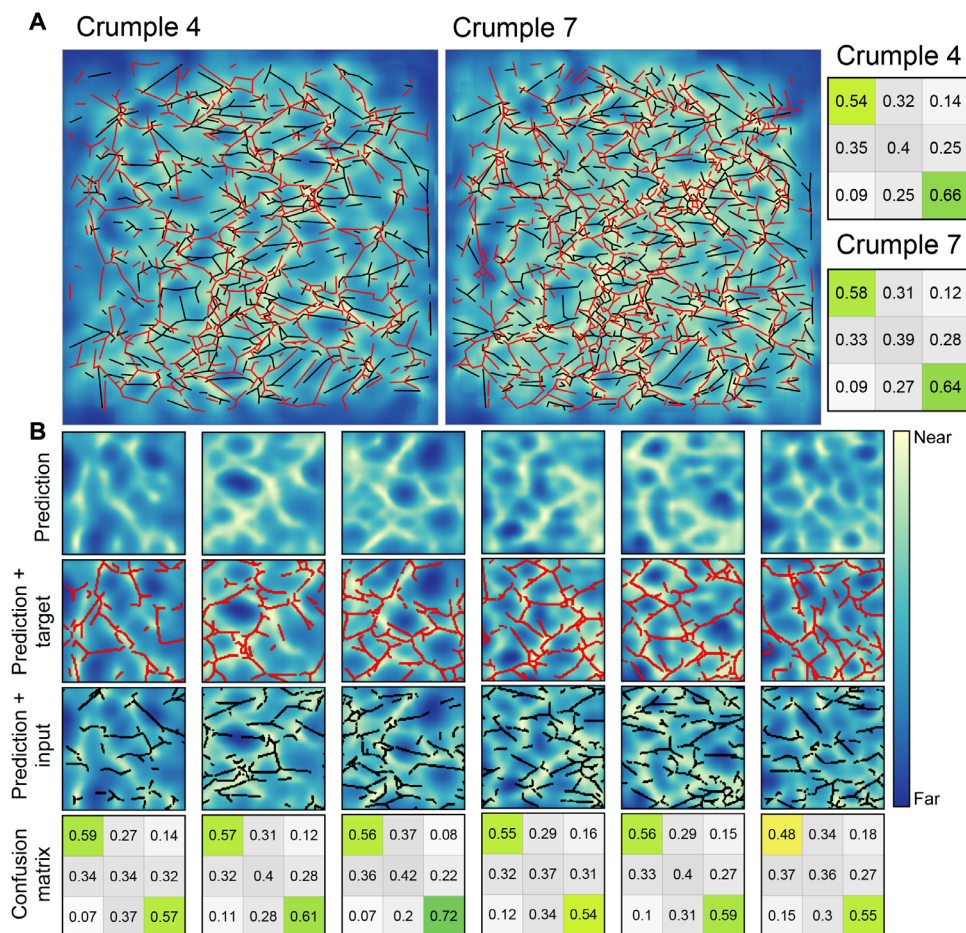 A
Crumple 4
Crumple 7
Crumple 4
0.54 0.32 0.14
0.35 0.4 0.25
0.09 0.25 0.66
Crumple 7
0.58 0.31 0.12
0.33 0.39 0.28
0.09 0.27 0.64
B
Prediction
Near
Prediction +
target
Prediction +
input
Far
Confusion
matrix
0.59 0.27 0.14 0.57 0.31 0.12 0.56 0.37 0.08 0.55 0.29 0.16 0.56 0.29 0.15 0.48 0.34 0.18
0.34 0.34 0.32 0.32 0.4 0.28 0.36 0.42 0.22 0.32 0.37 0.31 0.33 0.4 0.27 0.37 0.36 0.27
0.07 0.37 0.57 0.11 0.28 0.61 0.07 0.2 0.72 0.12 0.34 0.54 0.1 0.31 0.59 0.15 0.3 0.55